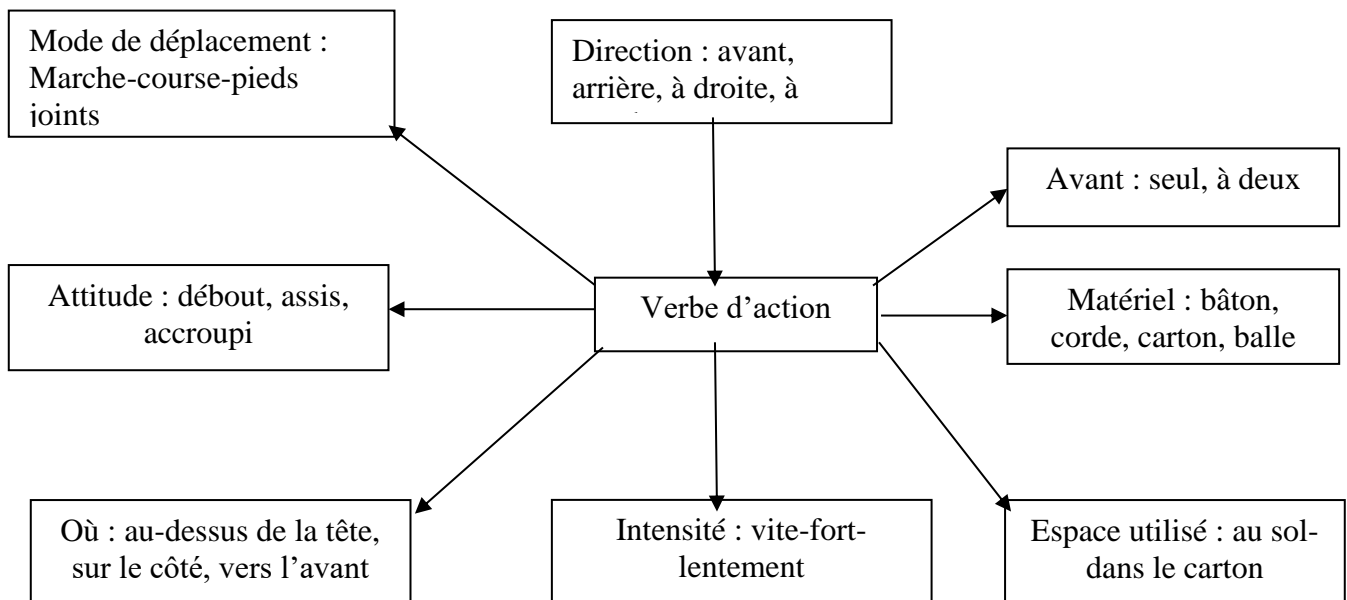 Mode de déplacement :
Marche-course-pieds
joints
Direction : avant,
arrière, à droite, à
Avant : seul, à deux
Attitude : débout, assis,
accroupi
Verbe d’action
Matériel : bâton,
corde, carton, balle
Où : au-dessus de la tête,
sur le côté, vers l’avant
Intensité : vite-fort-
lentement
Espace utilisé : au sol-
dans le carton